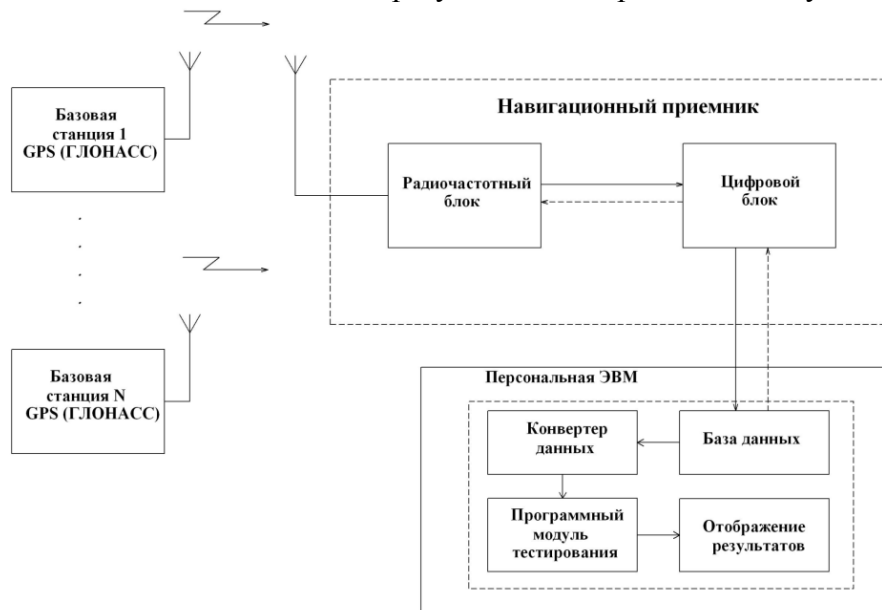 Базовая
станция 1
GPS (ГЛОНАСС)
Навигационный приемник
Радиочастотный
блок
Цифровой
блок
Базовая
станция N
GPS (ГЛОНАСС)
Персональная ЭВМ
Конвертер
данных
База данных
Программный
модуль
тестирования
Отображение
результатов